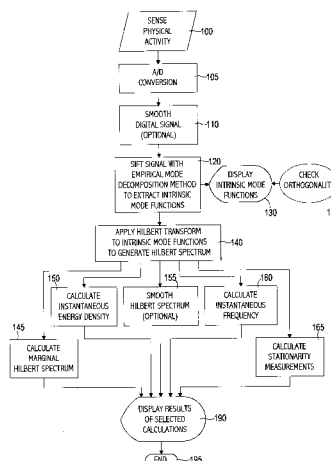 SENSE
PHYSICAL
ACTIVITY
100
A/D
CONVERSION
105
SMOOTH
DIGITAL SIGNAL
(OPTIONAL)
110
SIFT SIGNAL WITH
EMPIRICAL MODE
DECOMPOSITION METHOD
TO EXTRACT INTRINSIC
MODE FUNCTIONS
120
DISPLAY
INTRINSIC MODE
FUNCTIONS
130
CHECK
ORTHOGONALIT
1
APPLY HILBERT TRANSFORM
TO INTRINSIC MODE FUNCTIONS
TO GENERATE HILBERT SPECTRUM
140
150
CALCULATE
INSTANTANEOUS
ENERGY DENSITY
155
SMOOTH
HILBERT SPECTRUM
(OPTIONAL)
160
CALCULATE
INSTANTANEOUS
FREQUENCY
145
CALCULATE
MARGINAL
HILBERT SPECTRUM
165
CALCULATE
STATIONARITY
MEASUREMENTS
DISPLAY RESULTS
OF SELECTED
CALCULATIONS
190
END
195